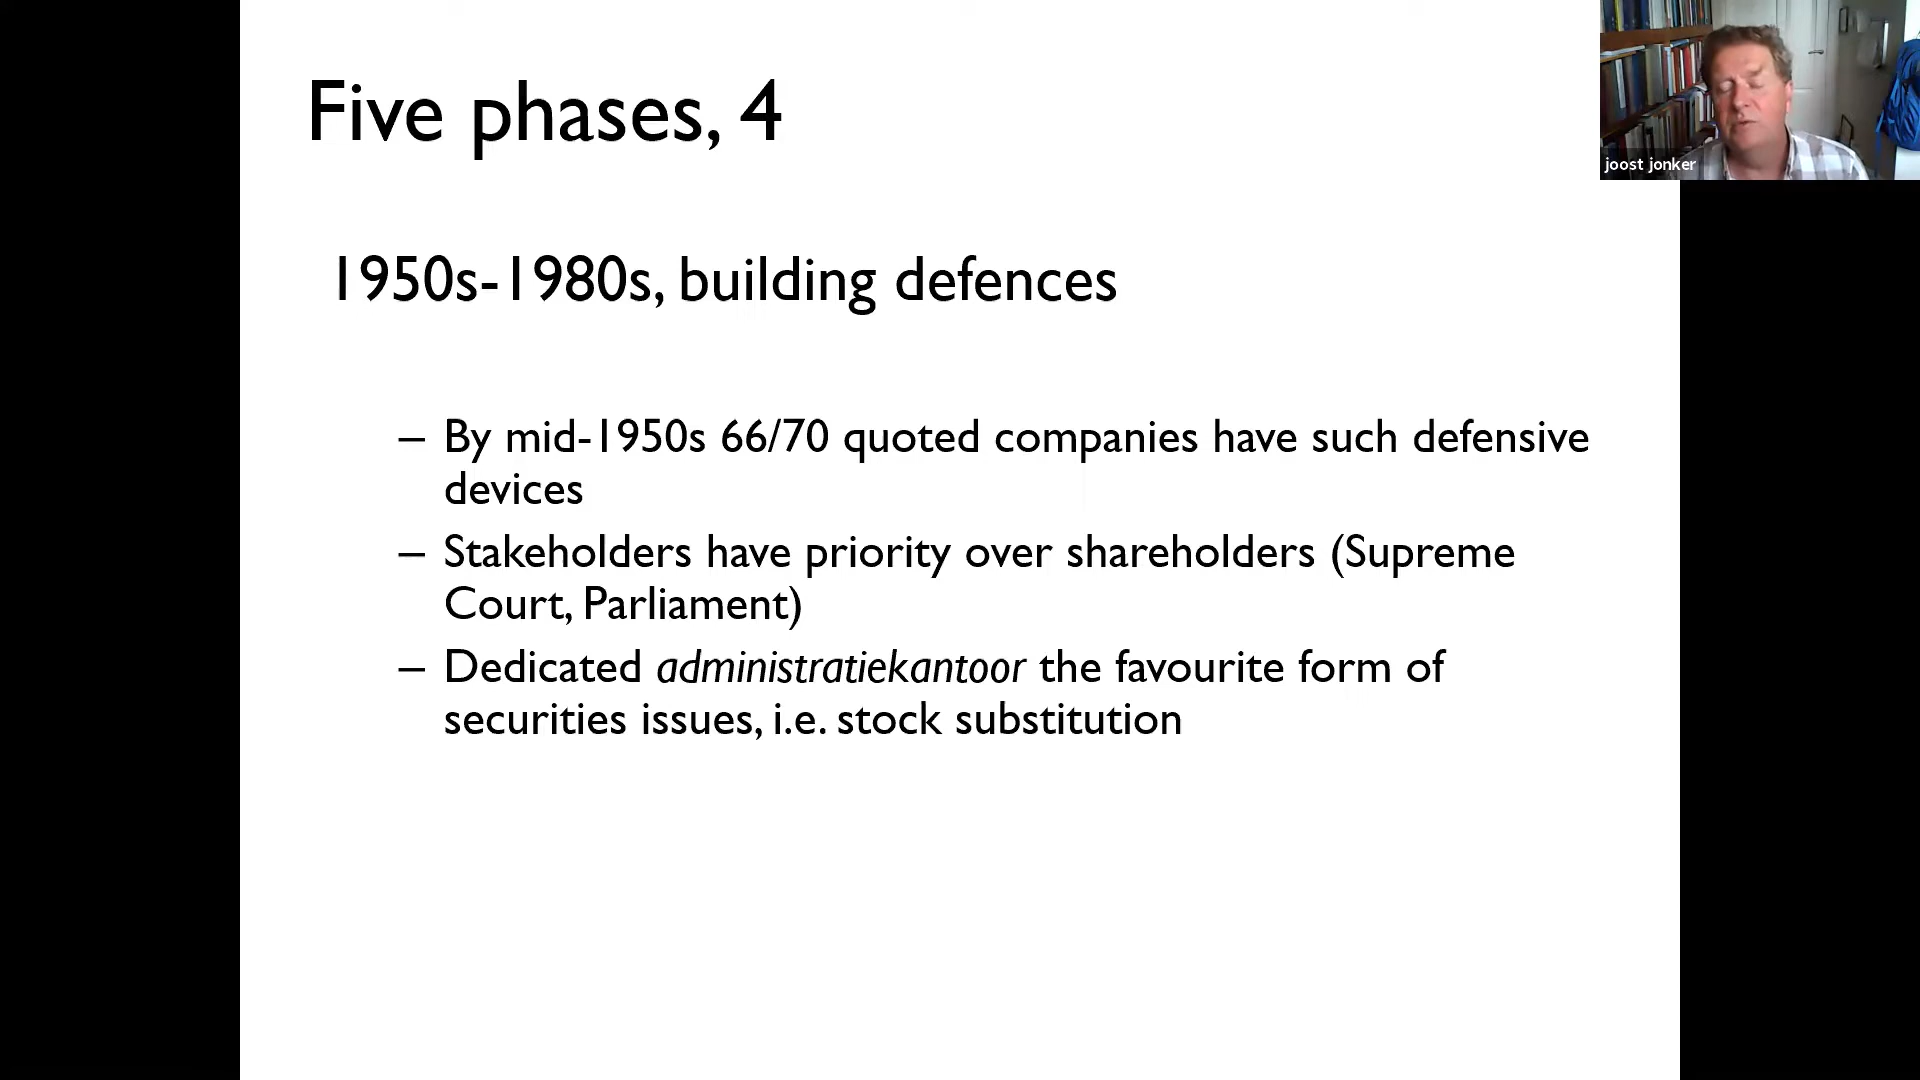 Five phases, 4
joost jonker
1950s-1980s, building defences
– By mid-1950s 66/70 quoted companies have such defensive
devices
– Stakeholders have priority over shareholders (Supreme
Court, Parliament)
– Dedicated administratiekantoor the favourite form of
securities issues, i.e. stock substitution